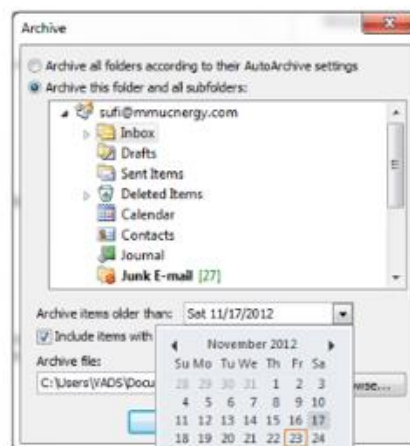 Archive
Archive all folders according to their AutoArchive settings
Archive this folder and all subfolders:
sufi@mmucnergy.com
Inbox
Drafts
Sent Items
Deleted Items
Calendar
Contacts
Journal
Junk E-mail [27]
Archive items older than: Sat 11/17/2012
Include items with
November 2012
Archive file:
Su Mo Tu We Th Fr Sa
28 29 30 31 1 2 3
4 5 6 7 8 9 10
11 12 13 14 15 16 17
18 19 20 21 22 23 24